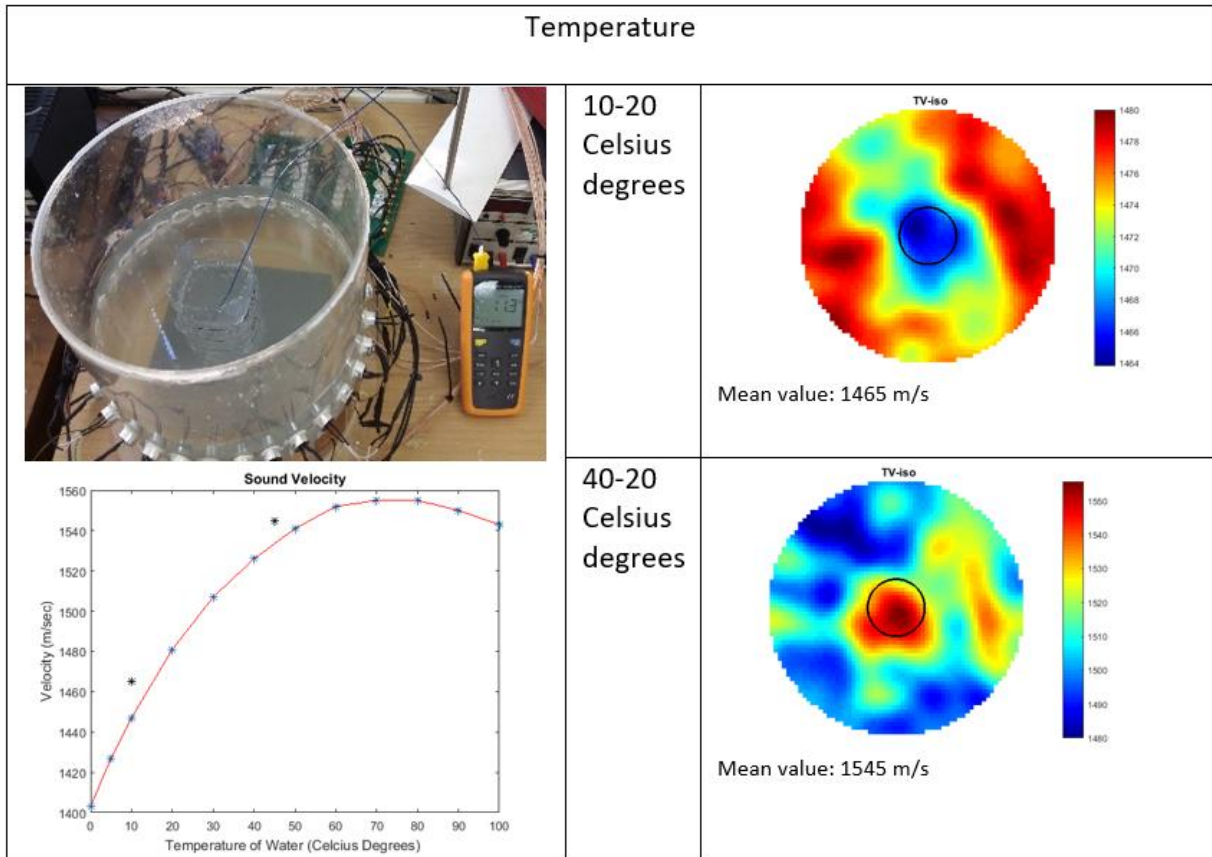 Temperature
10-20
Celsius
degrees
TV-iso
1480
1478
1476
1474
1472
1470
1468
1466
1464
Mean value: 1465 m/s
Sound Velocity
1560
1540
1520
1500
1480
1460
1440
1420
1400
Velocity (m/sec)
0 10 20 30 40 50 60 70 80 90 100
Temperature of Water (Celcius Degrees)
40-20
Celsius
degrees
TV-iso
1550
1540
1530
1520
1510
1500
1490
1480
Mean value: 1545 m/s